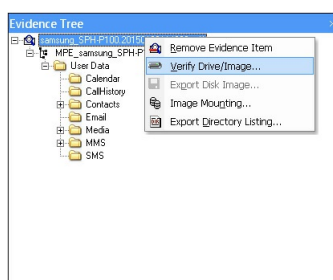 Evidence Tree
samsung_SPH-P100.2015
Remove Evidence Item
MPE_samsung_SPH-P
Verify Drive/Image...
User Data
Export Disk Image...
Calendar
CallHistory
Image Mounting...
Contacts
Export Directory Listing...
Email
Media
MMS
SMS